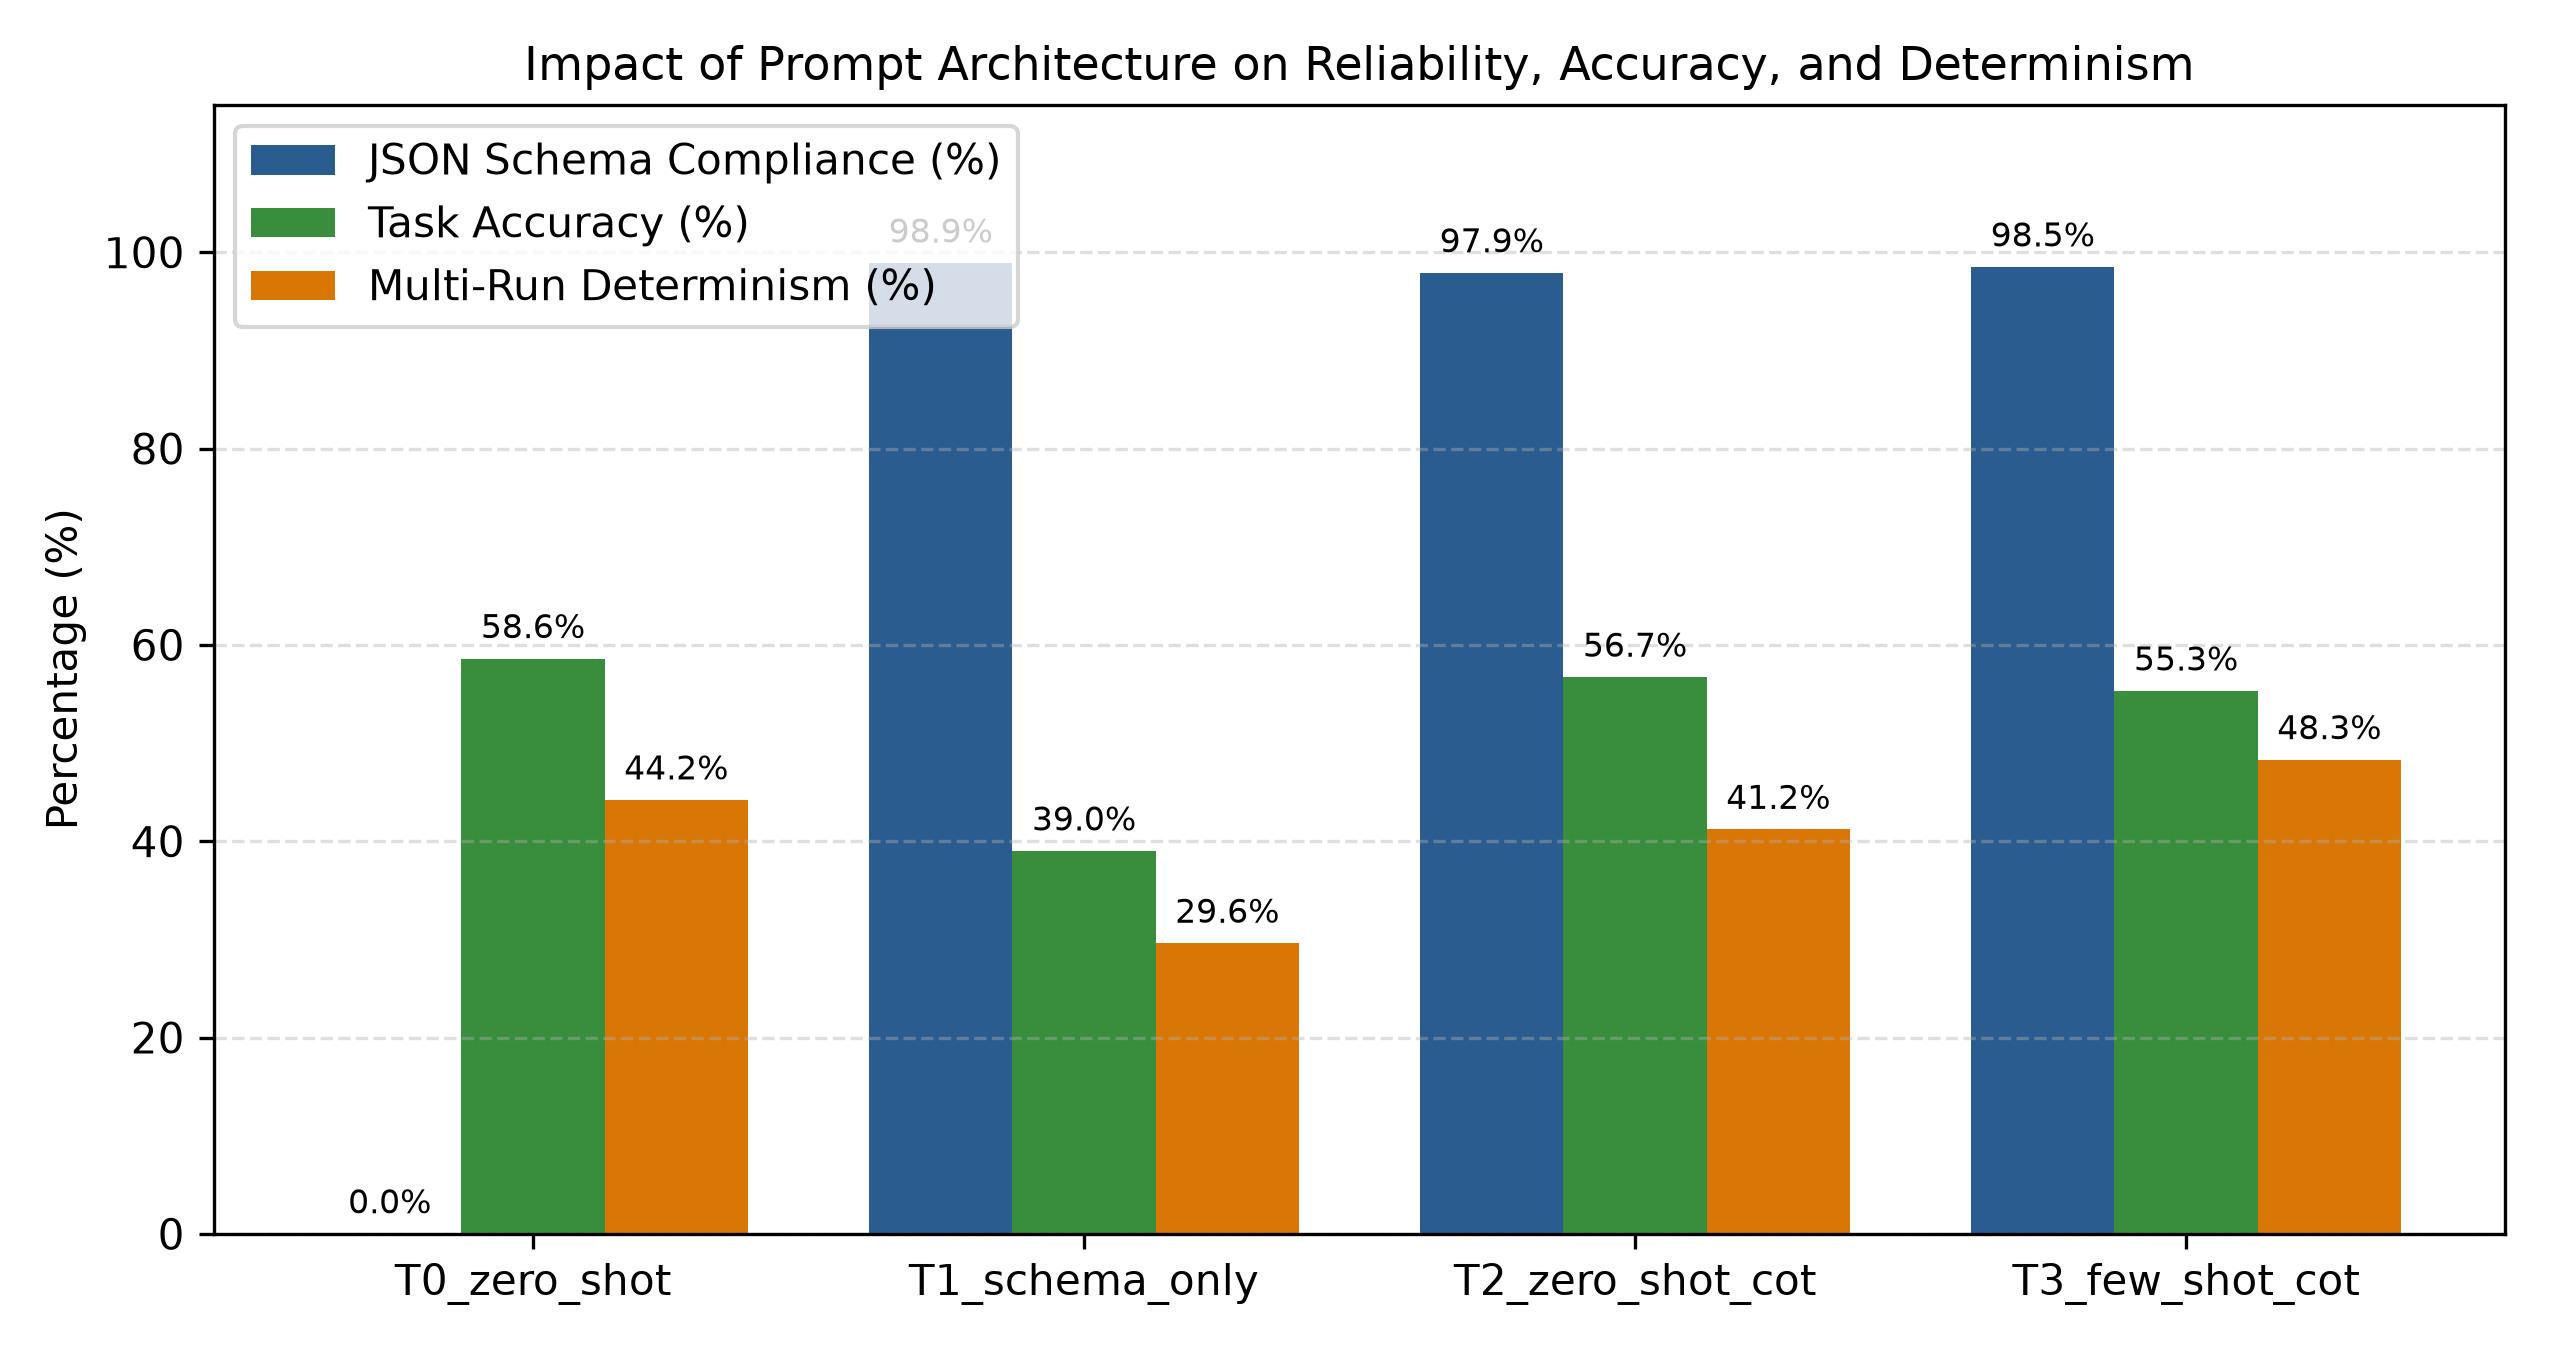 Impact of Prompt Architecture on Reliability, Accuracy, and Determinism
JSON Schema Compliance (%)
Task Accuracy (%)
Multi-Run Determinism (%)
Percentage (%)
100
80
60
40
20
0
0.0%
58.6%
44.2%
98.9%
39.0%
29.6%
97.9%
56.7%
41.2%
98.5%
55.3%
48.3%
T0_zero_shot
T1_schema_only
T2_zero_shot_cot
T3_few_shot_cot